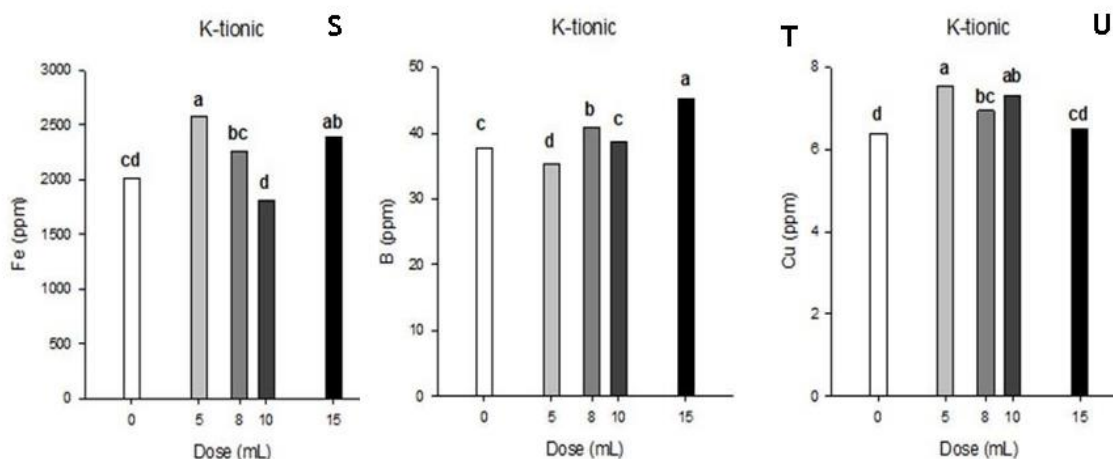 K-tionic S
Fe (ppm)
3000
2500
2000
1500
1000
500
0
cd
a
bc
d
ab
0 5 8 10 15
Dose (mL)
K-tionic T
B (ppm)
50
40
30
20
10
0
c
d
b
c
a
0 5 8 10 15
Dose (mL)
K-tionic U
Cu (ppm)
8
6
4
2
0
d
a
bc
ab
cd
0 5 8 10 15
Dose (mL)